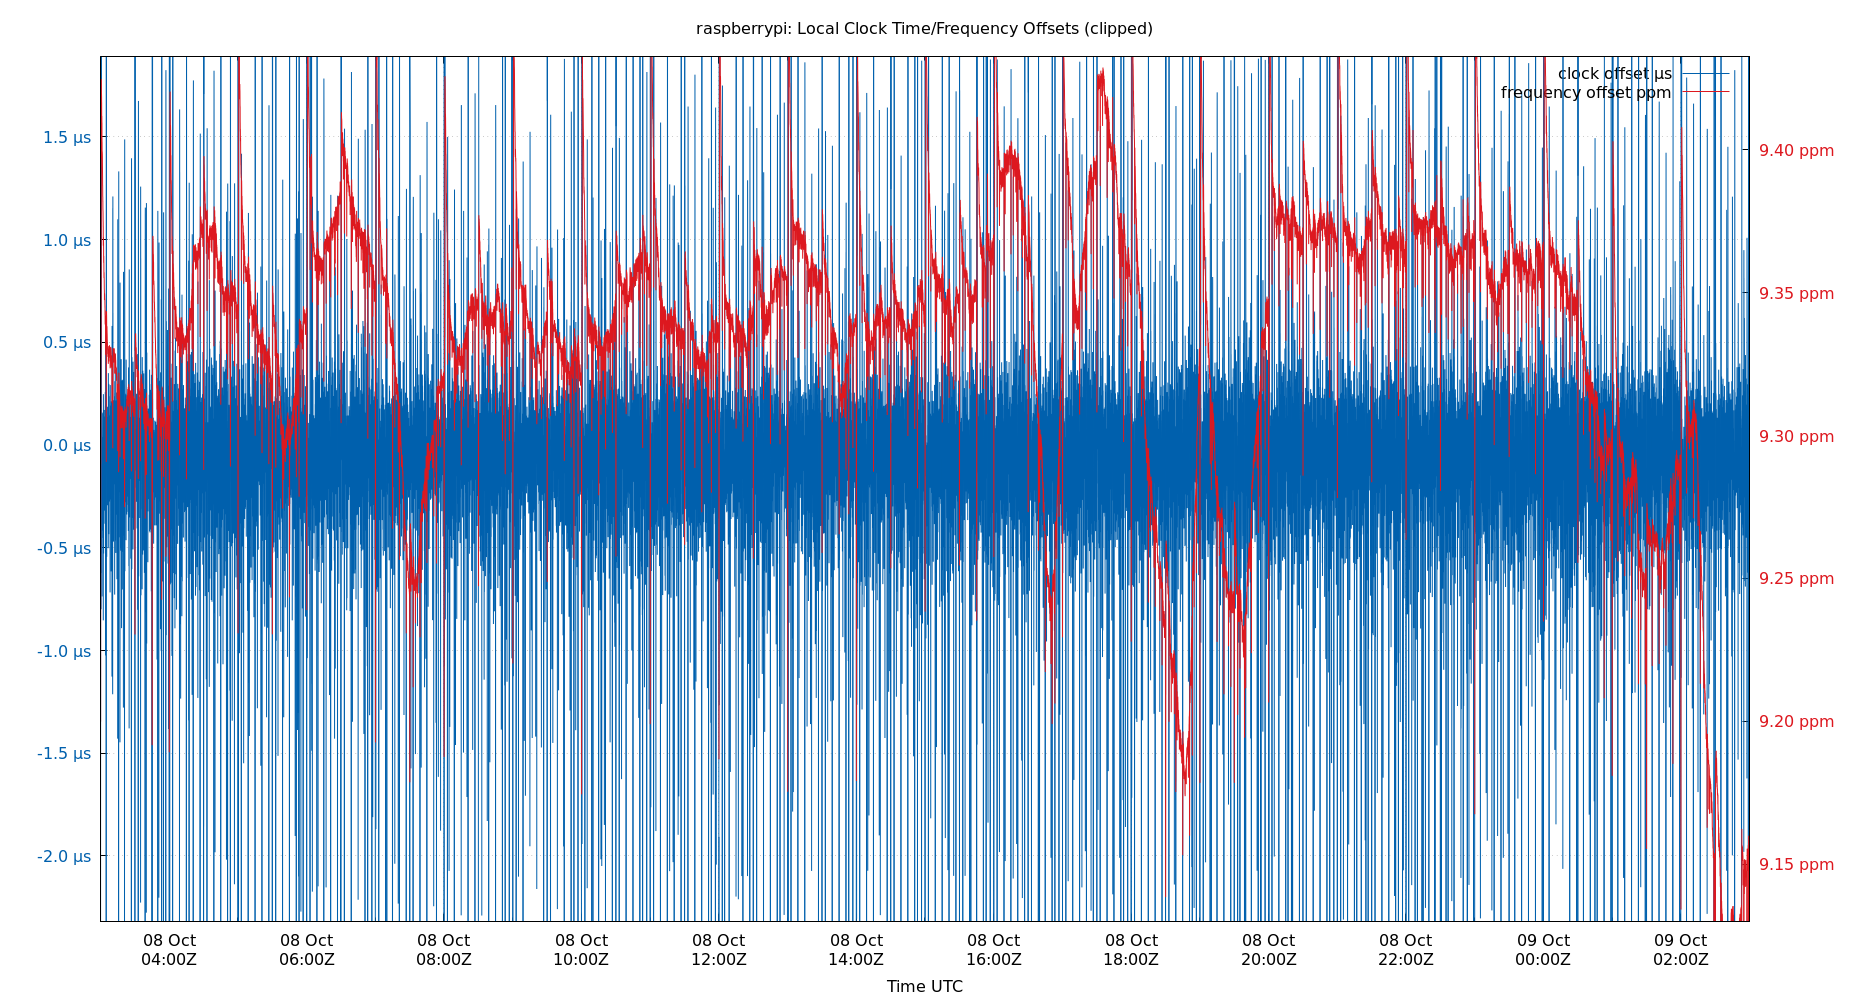 raspberrypi: Local Clock Time/Frequency Offsets (clipped)
clock offset µs
frequency offset ppm
1.5 µs
1.0 µs
0.5 µs
0.0 µs
-0.5 µs
-1.0 µs
-1.5 µs
-2.0 µs
9.40 ppm
9.35 ppm
9.30 ppm
9.25 ppm
9.20 ppm
9.15 ppm
08 Oct 08 Oct 08 Oct 08 Oct 08 Oct 08 Oct 08 Oct 08 Oct 08 Oct 08 Oct 09 Oct 09 Oct
04:00Z 06:00Z 08:00Z 10:00Z 12:00Z 14:00Z 16:00Z 18:00Z 20:00Z 22:00Z 00:00Z 02:00Z
Time UTC